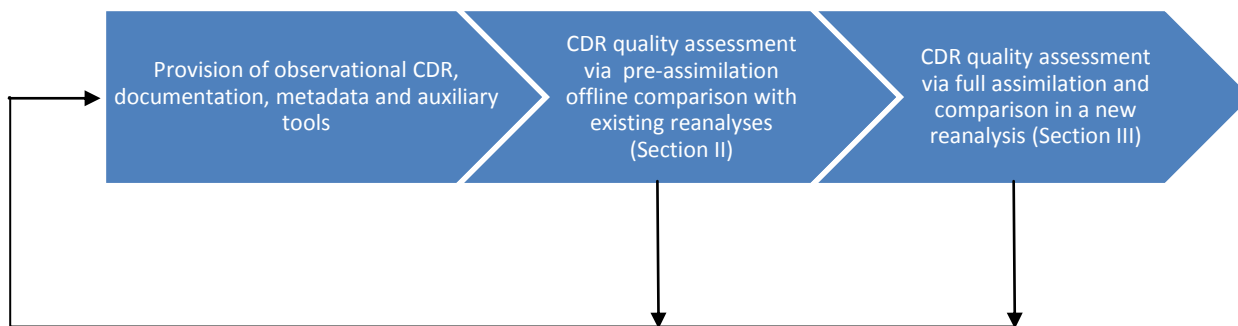 Provision of observational CDR,
documentation, metadata and auxiliary
tools
CDR quality assessment
via pre-assimilation
offline comparison with
existing reanalyses
(Section II)
CDR quality assessment
via full assimilation and
comparison in a new
reanalysis (Section III)